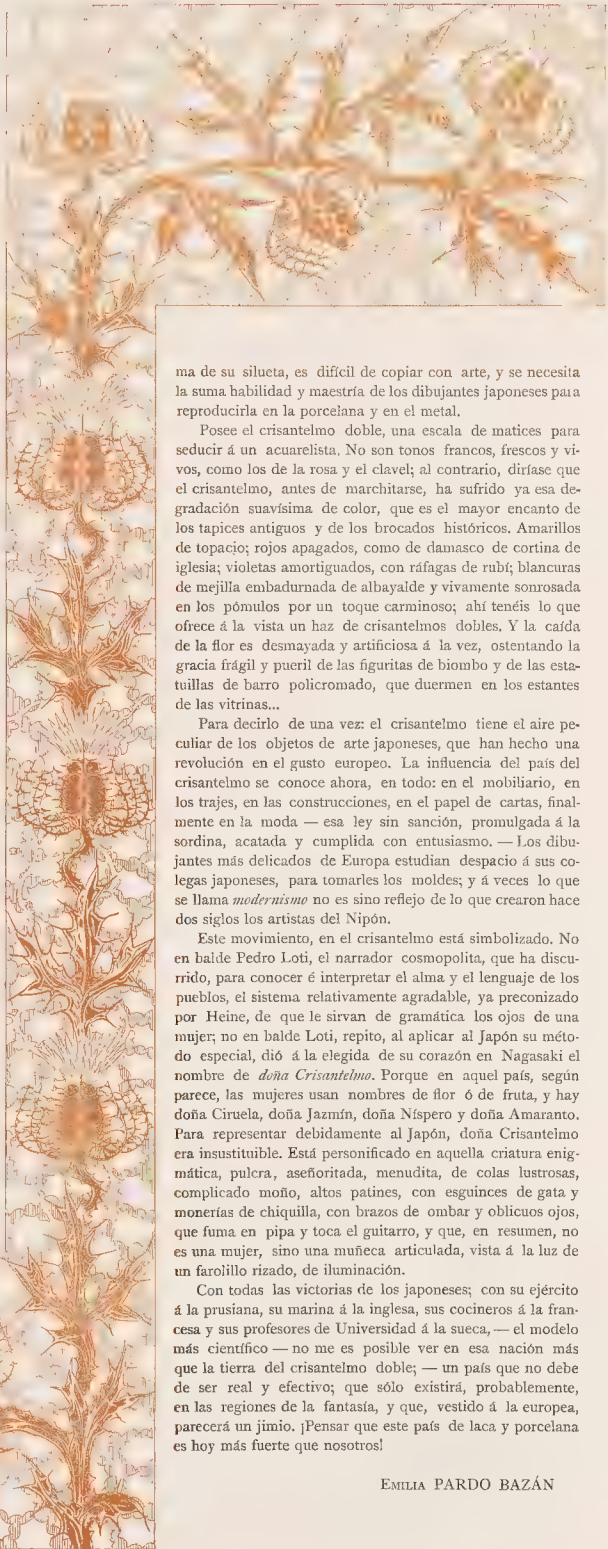 ma de su silueta, es difícil de copiar con arte, y se necesita
la suma habilidad y maestría de los dibujantes japoneses para
reproducirla en la porcelana y en el metal.
Posee el crisantelmo doble, una escala de matices para
seducir á un acuarelista. No son tonos francos, frescos y vi-
vos, como los de la rosa y el clavel; al contrario, diríase que
el crisantelmo, antes de marchitarse, ha sufrido ya esa de-
gradación suavísima de color, que es el mayor encanto de
los tapices antiguos y de los brocados históricos. Amarillos
de topacio; rojos apagados, como de damasco de cortina de
iglesia; violetas amortiguados, con ráfagas de rubí; blancuras
de mejilla embadurnada de albayalde y vivamente sonrosada
en los pómulos por un toque carminoso; ahí tenéis lo que
ofrece á la vista un haz de crisantelmos dobles. Y la caída
de la flor es desmayada y artificiosa á la vez, ostentando la
gracia frágil y pueril de las figuritas de biombo y de las esta-
tuillas de barro policromado, que duermen en los estantes
de las vitrinas...
Para decirlo de una vez: el crisantelmo tiene el aire pe-
culiar de los objetos de arte japoneses, que han hecho una
revolución en el gusto europeo. La influencia del país del
crisantelmo se conoce ahora, en todo: en el mobiliario, en
los trajes, en las construcciones, en el papel de cartas, final-
mente en la moda — esa ley sin sanción, promulgada á la
sordina, acatada y cumplida con entusiasmo. — Los dibu-
jantes más delicados de Europa estudian despacio á sus co-
legas japoneses, para tomarles los moldes; y á veces lo que
se llama modernismo no es sino reflejo de lo que crearon hace
dos siglos los artistas del Nipón.
Este movimiento, en el crisantelmo está simbolizado. No
en balde Pedro Loti, el narrador cosmopolita, que ha discu-
rrido, para conocer é interpretar el alma y el lenguaje de los
pueblos, el sistema relativamente agradable, ya preconizado
por Heine, de que le sirvan de gramática los ojos de una
mujer; no en balde Loti, repito, al aplicar al Japón su méto-
do especial, dió á la elegida de su corazón en Nagasaki el
nombre de doña Crisantelmo. Porque en aquel país, según
parece, las mujeres usan nombres de flor ó de fruta, y hay
doña Ciruela, doña Jazmín, doña Níspero y doña Amaranto.
Para representar debidamente al Japón, doña Crisantelmo
era insustituible. Está personificado en aquella criatura enig-
mática, pulcra, aseñoritada, menudita, de colas lustrosas,
complicado moño, altos patines, con esguinces de gata y
monerías de chiquilla, con brazos de ombar y oblicuos ojos,
que fuma en pipa y toca el guitarro, y que, en resumen, no
es una mujer, sino una muñeca articulada, vista á la luz de
un farolillo rizado, de iluminación.
Con todas las victorias de los japoneses; con su ejército
á la prusiana, su marina á la inglesa, sus cocineros á la fran-
cesa y sus profesores de Universidad á la sueca, — el modelo
más científico — no me es posible ver en esa nación más
que la tierra del crisantelmo doble; — un país que no debe
de ser real y efectivo; que sólo existirá, probablemente,
en las regiones de la fantasía, y que, vestido á la europea,
parecerá un jimio. ¡Pensar que este país de laca y porcelana
es hoy más fuerte que nosotros!
EMILIA PARDO BAZÁN